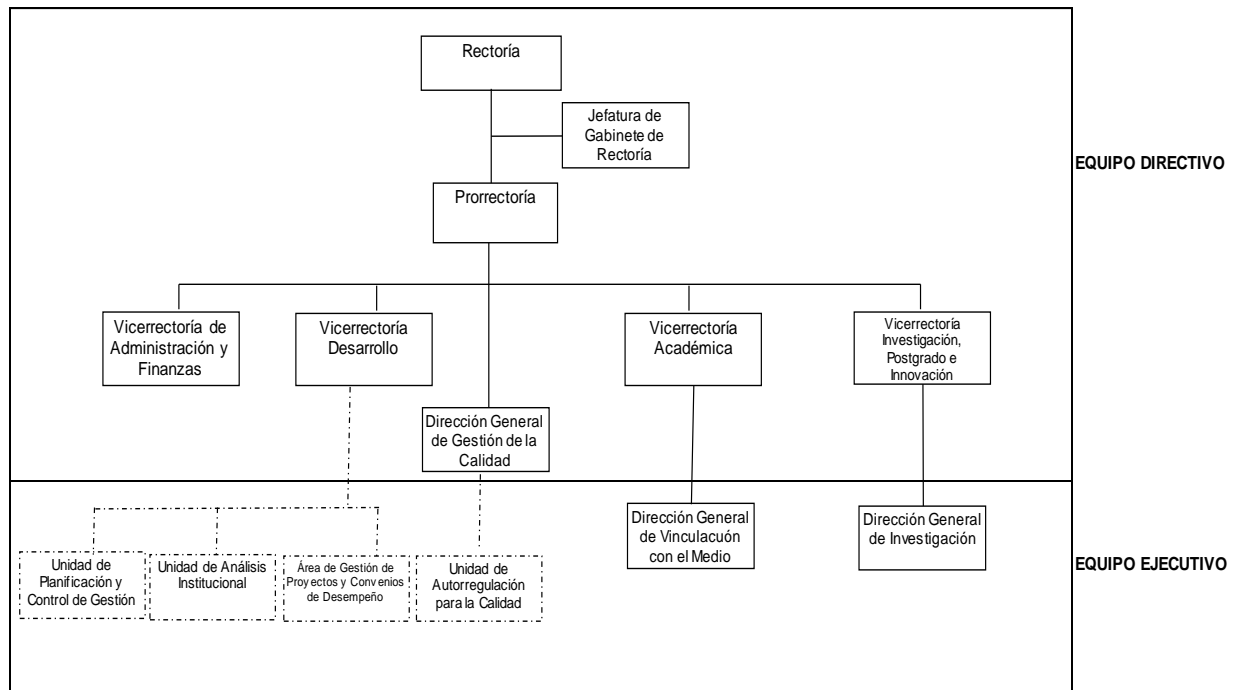 Rectoría
Jefatura de
Gabinete de
Rectoría
EQUIPO DIRECTIVO
Prorrectoría
Vicerrectoría de
Administración y
Finanzas
Vicerrectoría
Desarrollo
Vicerrectoría
Académica
Vicerrectoría
Investigación,
Postgrado e
Innovación
Dirección General
de Gestión de la
Calidad
Dirección General
de Vinculacuón
con el Medio
Dirección General
de Investigación
Unidad de
Planificación y
Control de Gestión
Unidad de Análisis
Institucional
Área de Gestión de
Proyectos y Convenios
de Desempeño
Unidad de
Autorregulación
para la Calidad
EQUIPO EJECUTIVO